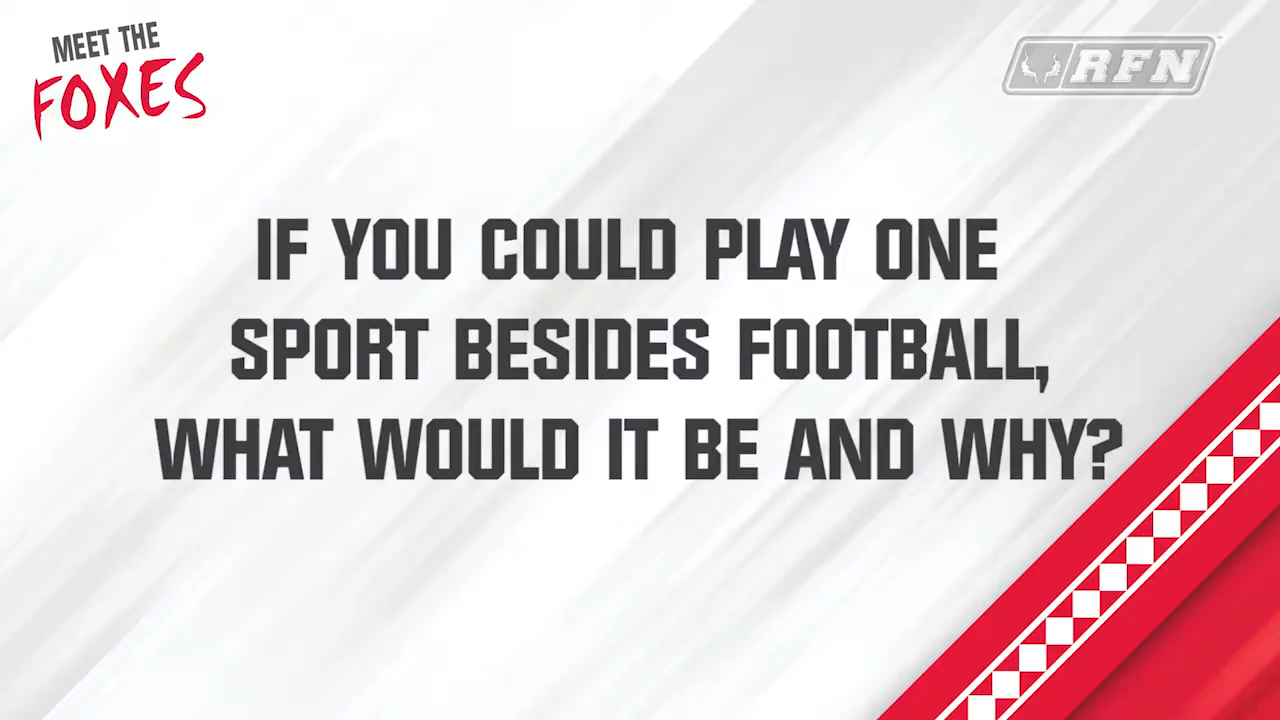 MEET THE
FOXES
RFN
IF YOU COULD PLAY ONE
SPORT BESIDES FOOTBALL,
WHAT WOULD IT BE AND WHY?